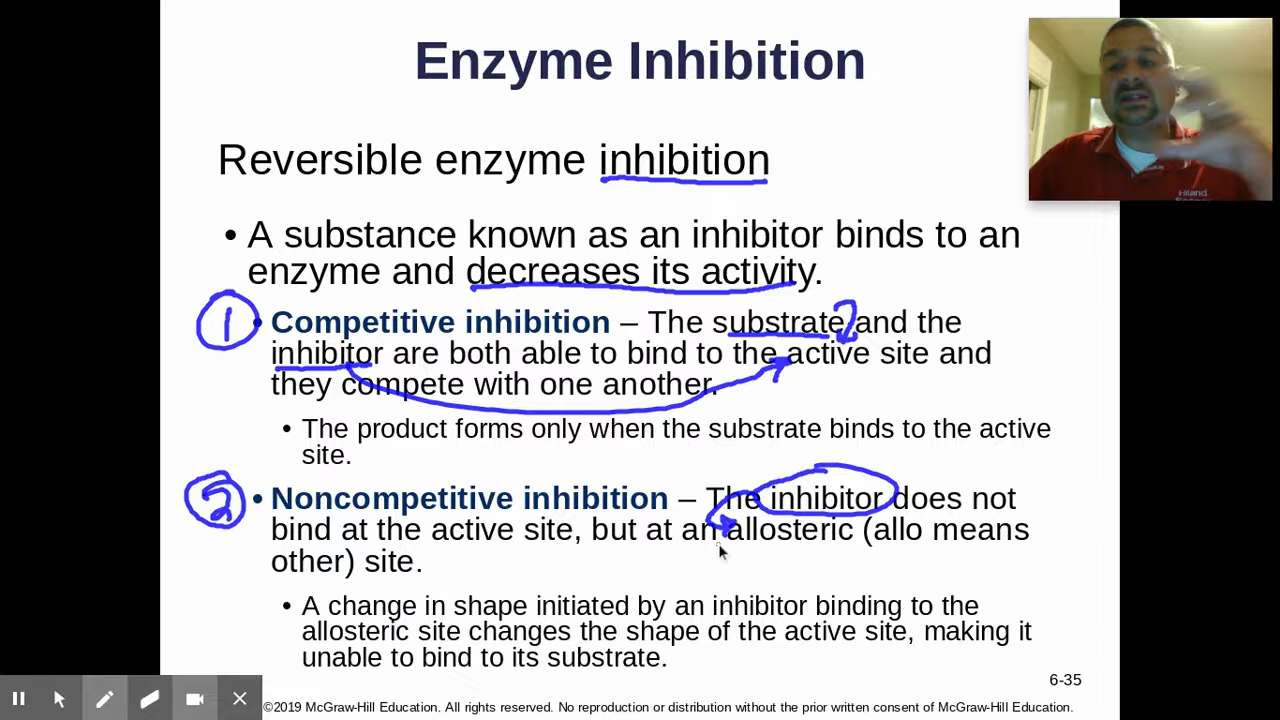 Enzyme Inhibition
Reversible enzyme inhibition
• A substance known as an inhibitor binds to an
enzyme and decreases its activity.
1 • Competitive inhibition – The substrate 2 and the
inhibitor are both able to bind to the active site and
they compete with one another.
• The product forms only when the substrate binds to the active
site.
2 • Noncompetitive inhibition – The inhibitor does not
bind at the active site, but at an allosteric (allo means
other) site.
• A change in shape initiated by an inhibitor binding to the
allosteric site changes the shape of the active site, making it
unable to bind to its substrate.
6-35
©2019 McGraw-Hill Education. All rights reserved. No reproduction or distribution without the prior written consent of McGraw-Hill Education.
Hiland